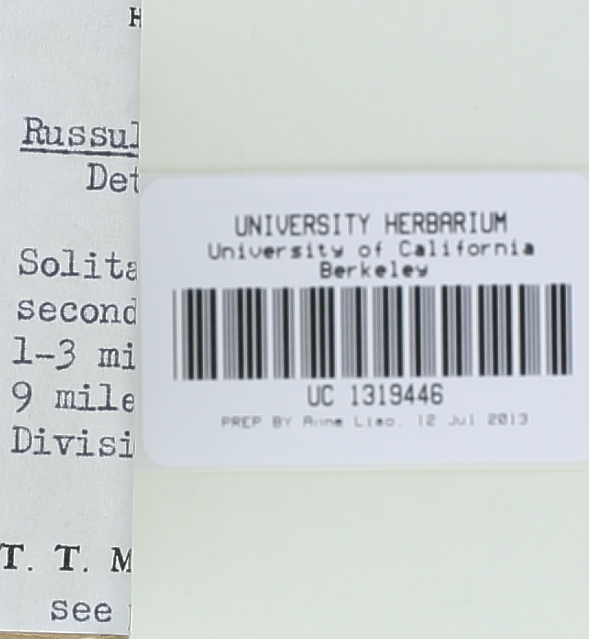 H
Russul
Det
Solita
second
1-3 mi
9 mile
Divisi
T. T. M
see
UNIVERSITY HERBARIUM
University of California
Berkeley
UC 1319446
PREP BY Anne Liao, 12 Jul 2013